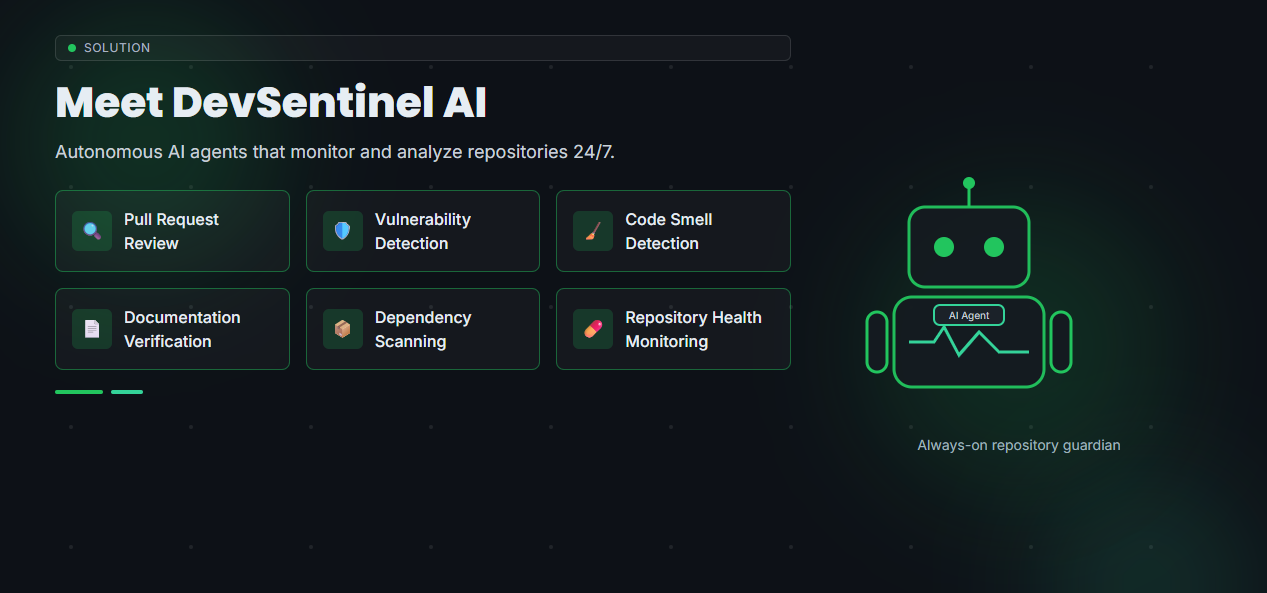 SOLUTION
Meet DevSentinel AI
Autonomous AI agents that monitor and analyze repositories 24/7.
Pull Request
Review
Vulnerability
Detection
Code Smell
Detection
Documentation
Verification
Dependency
Scanning
Repository Health
Monitoring
AI Agent
Always-on repository guardian